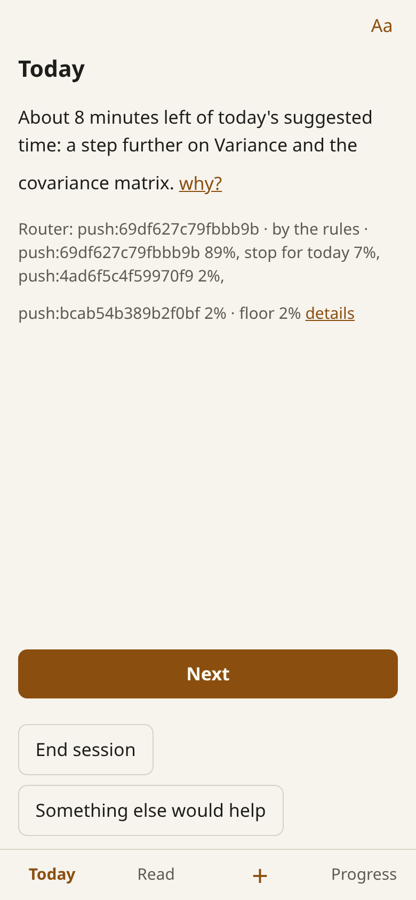 Aa
Today
About 8 minutes left of today's suggested
time: a step further on Variance and the
covariance matrix. why?
Router: push:69df627c79fbbb9b · by the rules ·
push:69df627c79fbbb9b 89%, stop for today 7%,
push:4ad6f5c4f59970f9 2%,
push:bcab54b389b2f0bf 2% · floor 2% details
Next
End session
Something else would help
Today Read + Progress